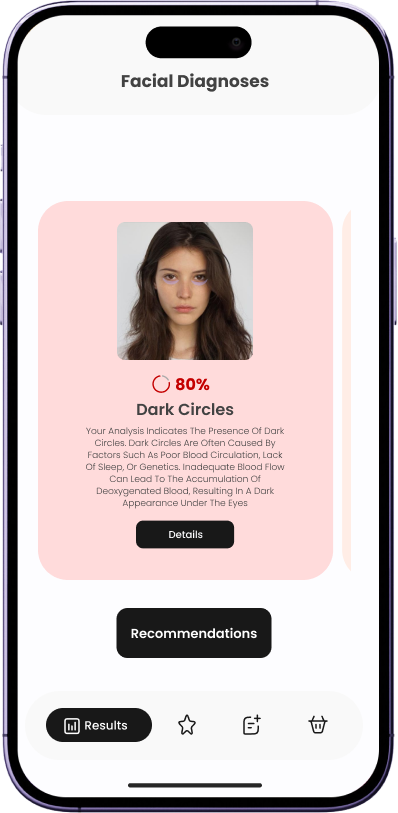 Facial Diagnoses
80%
Dark Circles
Your Analysis Indicates The Presence Of Dark
Circles. Dark Circles Are Often Caused By
Factors Such As Poor Blood Circulation, Lack
Of Sleep, Or Genetics. Inadequate Blood Flow
Can Lead To The Accumulation Of
Deoxygenated Blood, Resulting In A Dark
Appearance Under The Eyes
Details
Recommendations
Results